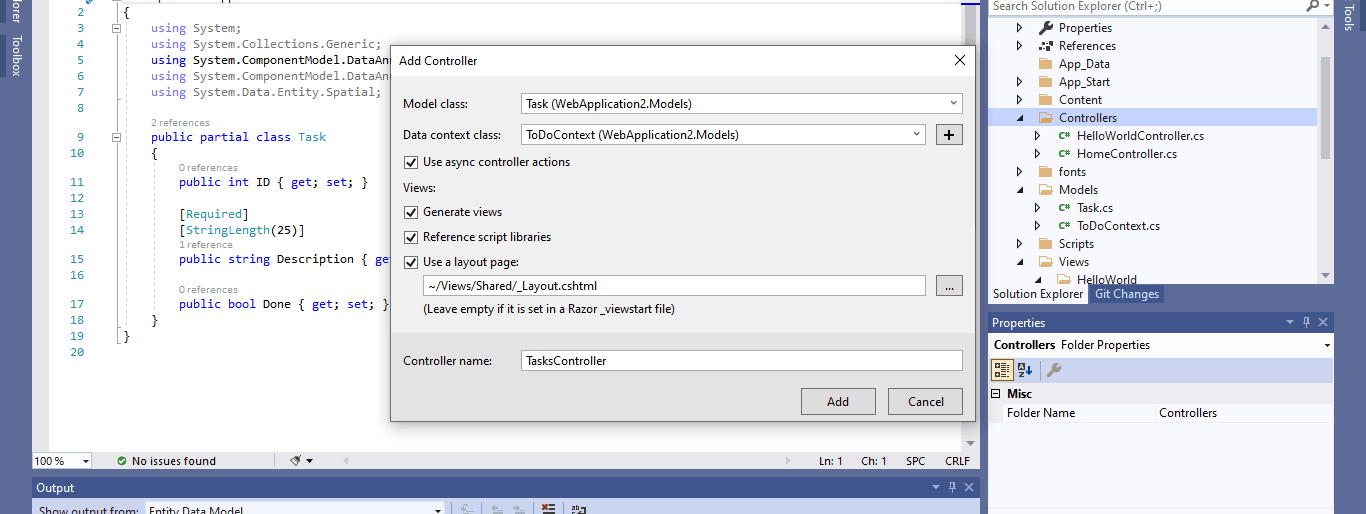 Toolbox
2
{
3
using System;
4
using System.Collections.Generic;
5
using System.ComponentModel.DataAn
6
using System.ComponentModel.DataAn
7
using System.Data.Entity.Spatial;
8
2 references
9
public partial class Task
10
{
0 references
11
public int ID { get; set; }
12
13
[Required]
14
[StringLength(25)]
1 reference
15
public string Description { get
16
0 references
17
public bool Done { get; set; }
18
}
19
}
20
Add Controller
Model class:
Task (WebApplication2.Models)
Data context class:
ToDoContext (WebApplication2.Models)
Use async controller actions
Views:
Generate views
Reference script libraries
Use a layout page:
~/Views/Shared/_Layout.cshtml
...
(Leave empty if it is set in a Razor _viewstart file)
Controller name:
TasksController
Add
Cancel
100 %
No issues found
Ln: 1
Ch: 1
SPC
CRLF
Output
Show output from:
Entity Data Model
Search Solution Explorer (Ctrl+;)
Properties
References
App_Data
App_Start
Content
Controllers
C# HelloWorldController.cs
C# HomeController.cs
fonts
Models
C# Task.cs
C# ToDoContext.cs
Scripts
Views
HelloWorld
Solution Explorer
Git Changes
Properties
Controllers Folder Properties
Misc
Folder Name
Controllers
Tools